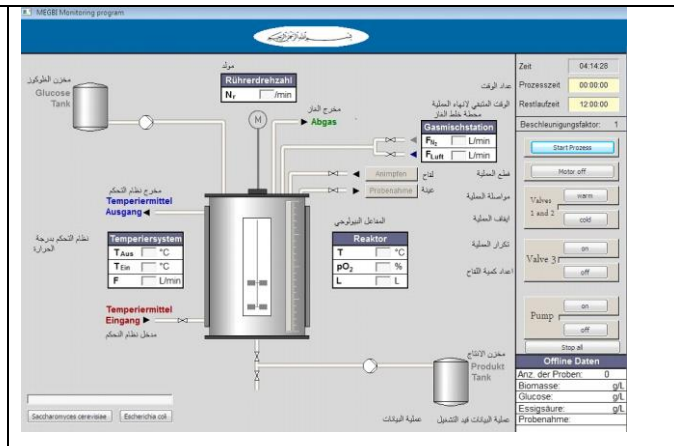 MEGBI Monitoring program
مولد
Rührerdrehzahl
Nr /min
M
مخزن الغلوكوز
Glucose
Tank
مخرج الغاز
Abgas
محطة خلط الغاز
Gasmischstation
FN2 L/min
FLuft L/min
Animpfen
لقاح
Probenahme
عينة
مخرج نظام التحكم
Temperiermittel
Ausgang
نظام التحكم بدرجة
الحرارة
Temperiersystem
TAus °C
TEin °C
F L/min
المفاعل البيولوجي
Reaktor
T °C
pO2 %
L L
Temperiermittel
Eingang
مدخل نظام التحكم
مخزن الانتاج
Produkt
Tank
Saccharomyces cerevisiae
Escherichia coli
عملية البيانات
عملية البيانات قيد التشغيل
عداد الوقت
الوقت المتبقي لانهاء العملية
قطع العملية
مواصلة العملية
ايقاف العملية
تكرار العملية
اعداد كمية اللقاح
Zeit 04:14:28
Prozesszeit 00:00:00
Restlaufzeit 12:00:00
Beschleunigungsfaktor: 1
Start Prozess
Motor off
Valves
1 and 2
warm
cold
Valve 3
on
off
Pump
on
off
Stop all
Offline Daten
Anz. der Proben: 0
Biomasse: g/L
Glucose: g/L
Essigsäure: g/L
Probenahme: